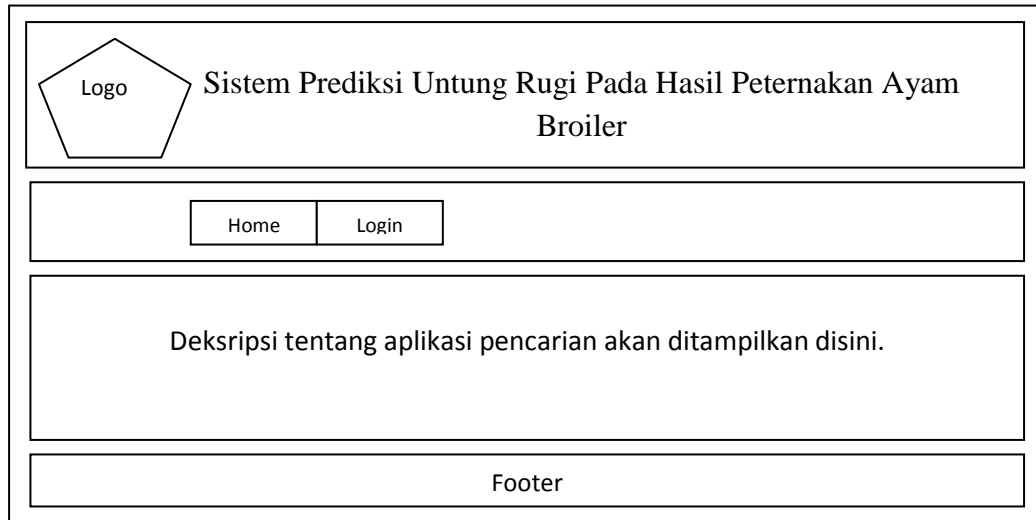 Logo
Sistem Prediksi Untung Rugi Pada Hasil Peternakan Ayam
Broiler
Home
Login
Deksripsi tentang aplikasi pencarian akan ditampilkan disini.
Footer